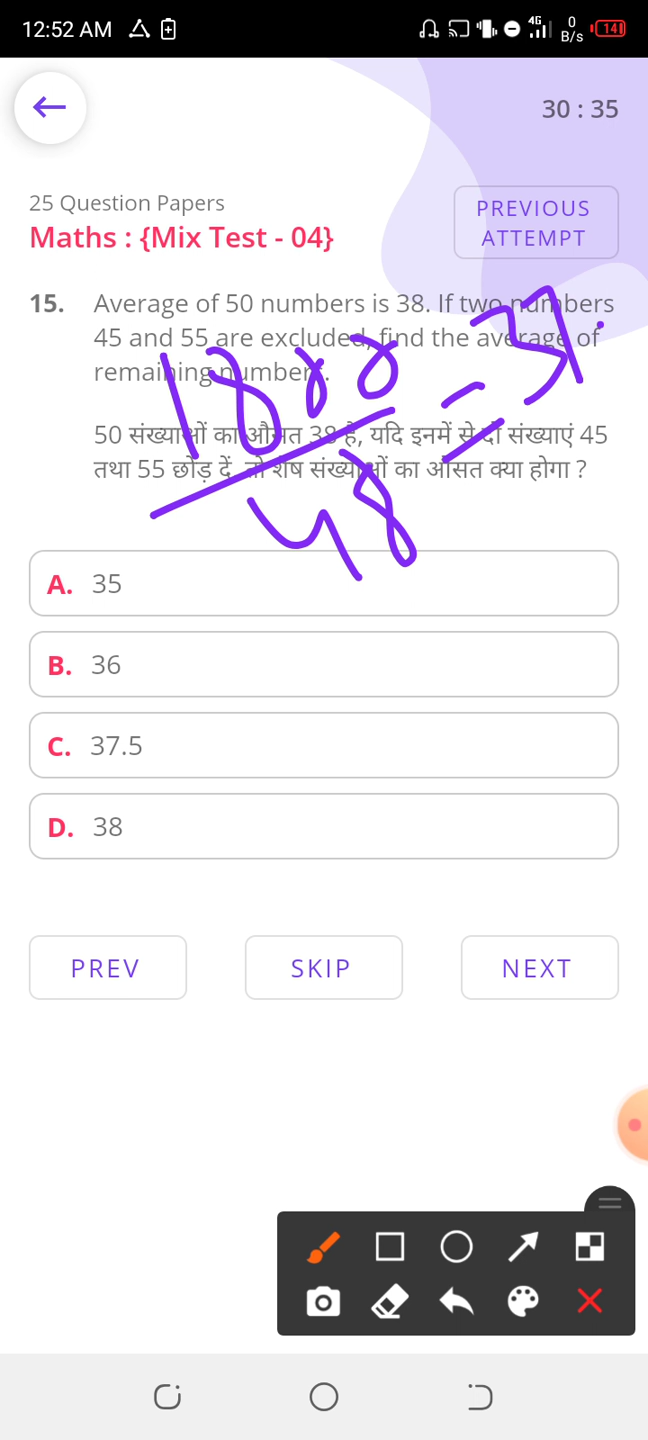 12:52 AM
4G
0
B/s
14
30 : 35
25 Question Papers
Maths : {Mix Test - 04}
PREVIOUS
ATTEMPT
15. Average of 50 numbers is 38. If two numbers
45 and 55 are excluded, find the average of
remaining numbers.
50 संख्याओं का औसत 38 है, यदि इनमें से दो संख्याएं 45
तथा 55 छोड़ दें, तो शेष संख्याओं का औसत क्या होगा ?
48
A. 35
B. 36
C. 37.5
D. 38
PREV
SKIP
NEXT